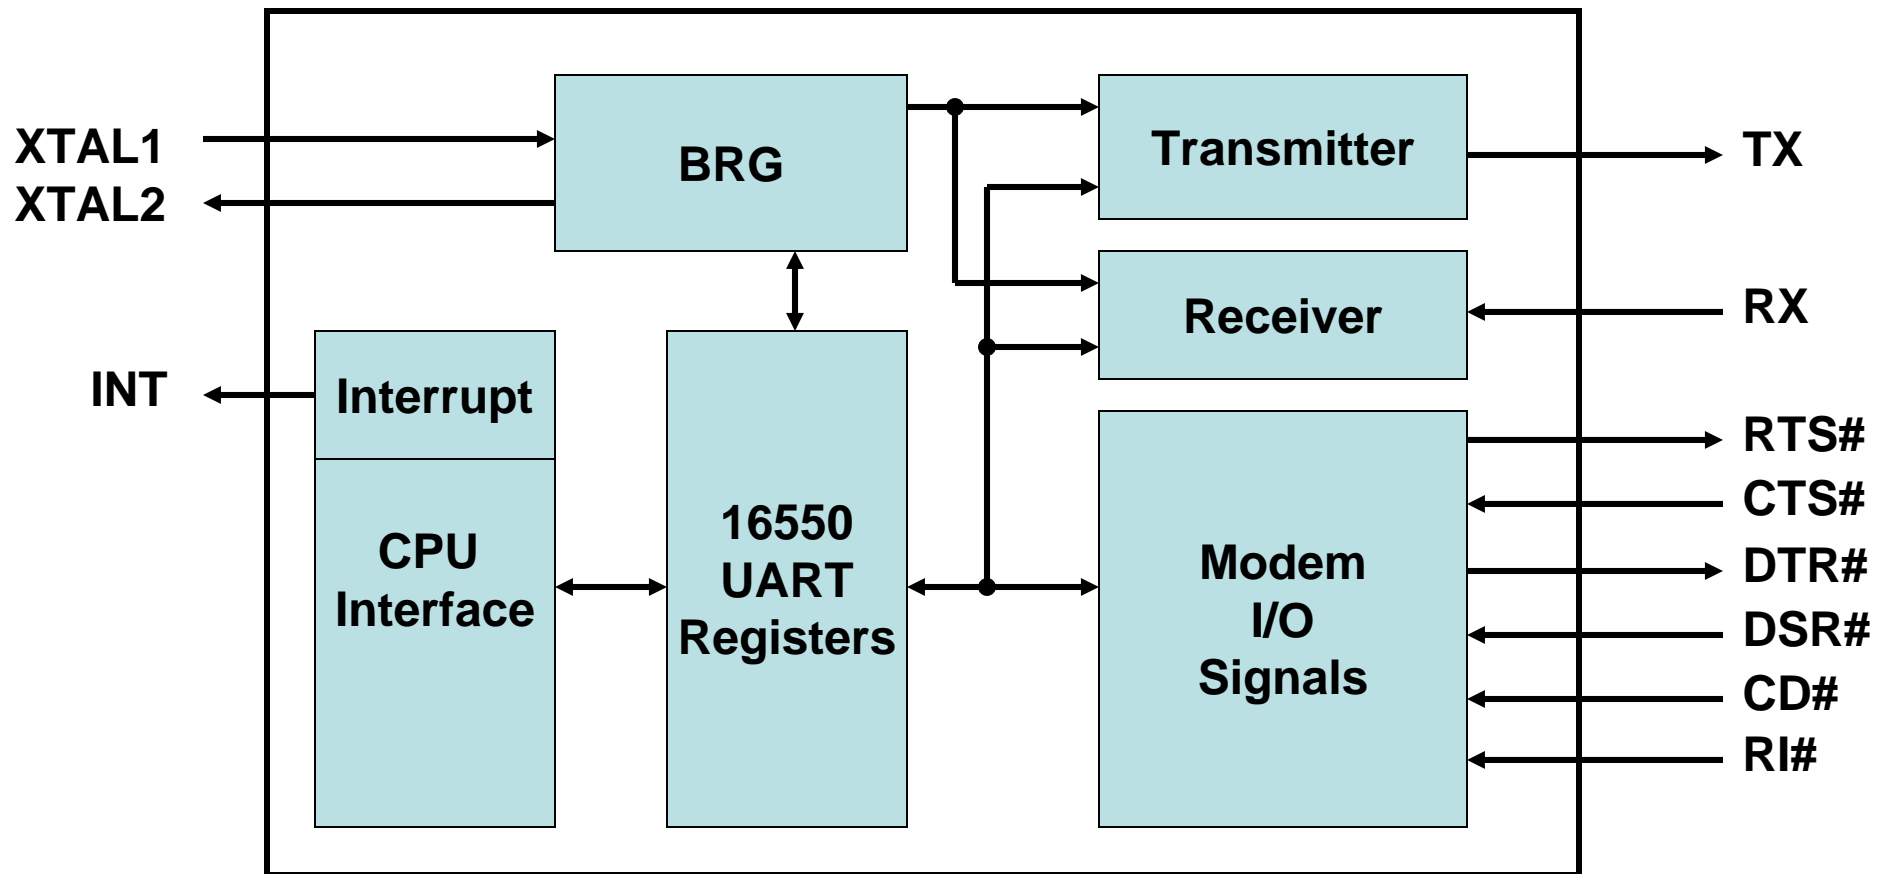 XTAL1
XTAL2
INT
BRG
Interrupt
CPU
Interface
16550
UART
Registers
Transmitter
Receiver
Modem
I/O
Signals
TX
RX
RTS#
CTS#
DTR#
DSR#
CD#
RI#